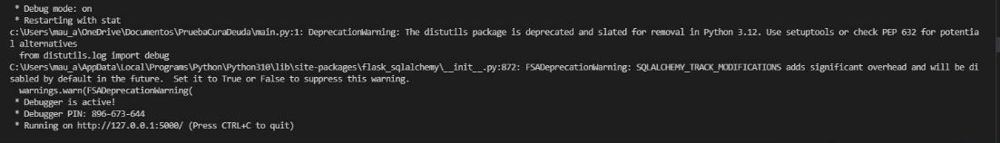 * Debug mode: on
* Restarting with stat
c:\Users\mau_a\OneDrive\Documentos\PruebaCuraDeuda\main.py:1: DeprecationWarning: The distutils package is deprecated and slated for removal in Python 3.12. Use setuptools or check PEP 632 for potentia
l alternatives
from distutils.log import debug
C:\Users\mau_a\AppData\Local\Programs\Python\Python310\lib\site-packages\flask_sqlalchemy\__init__.py:872: FSADeprecationWarning: SQLALCHEMY_TRACK_MODIFICATIONS adds significant overhead and will be di
sabled by default in the future.  Set it to True or False to suppress this warning.
warnings.warn(FSADeprecationWarning(
* Debugger is active!
* Debugger PIN: 896-673-644
* Running on http://127.0.0.1:5000/ (Press CTRL+C to quit)